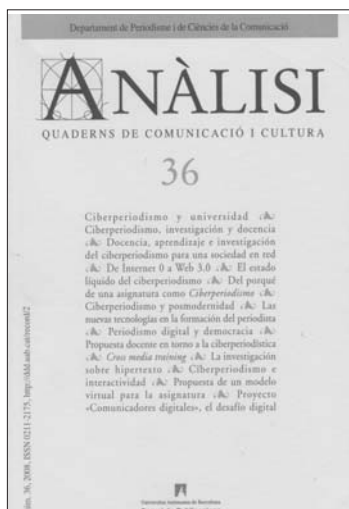 Departament de Periodisme i de Ciències de la Comunicació
ANÀLISI
QUADERNS DE COMUNICACIÓ I CULTURA
36
Ciberperiodismo y universidad
Ciberperiodismo, investigación y docencia
Docencia, aprendizaje e investigación
del ciberperiodismo para una sociedad en red
De Internet 0 a Web 3.0 El estado
líquido del ciberperiodismo Del porqué
de una asignatura como Ciberperiodismo
Ciberperiodismo y posmodernidad Las
nuevas tecnologías en la formación del periodista
Periodismo digital y democracia
Propuesta docente en torno a la ciberperiodística
Cross media training La investigación
sobre hipertexto Ciberperiodismo e
interactividad Propuesta de un modelo
virtual para la asignatura Proyecto
«Comunicadores digitales», el desafío digital
núm. 36, 2008, ISSN 0211-2175, http://ddd.uab.cat/record/2
Universitat Autònoma de Barcelona